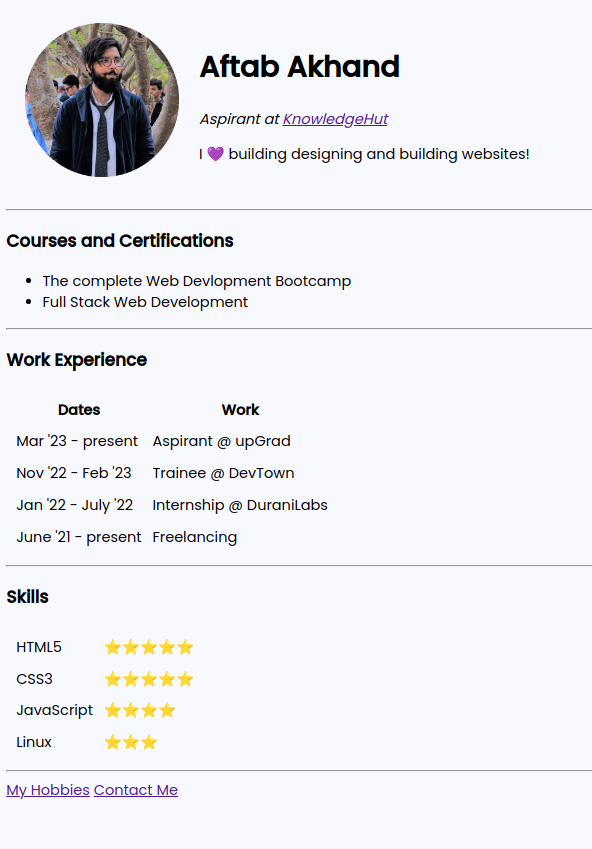 Aftab Akhand
Aspirant at KnowledgeHut
I 💜 building designing and building websites!
Courses and Certifications
The complete Web Devlopment Bootcamp
Full Stack Web Development
Work Experience
Dates Work
Mar '23 - present Aspirant @ upGrad
Nov '22 - Feb '23 Trainee @ DevTown
Jan '22 - July '22 Internship @ DuraniLabs
June '21 - present Freelancing
Skills
HTML5 ⭐⭐⭐⭐⭐
CSS3 ⭐⭐⭐⭐⭐
JavaScript ⭐⭐⭐⭐
Linux ⭐⭐⭐
My Hobbies Contact Me